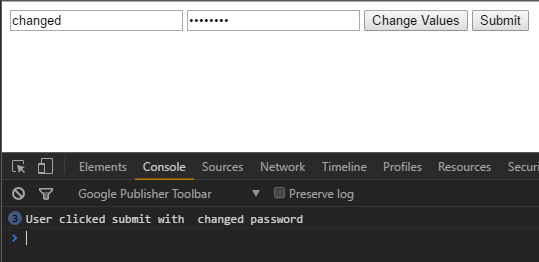 changed •••••••• Change Values Submit
Elements Console Sources Network Timeline Profiles Resources Securi
Google Publisher Toolbar ▼ Preserve log
3 User clicked submit with  changed password
>